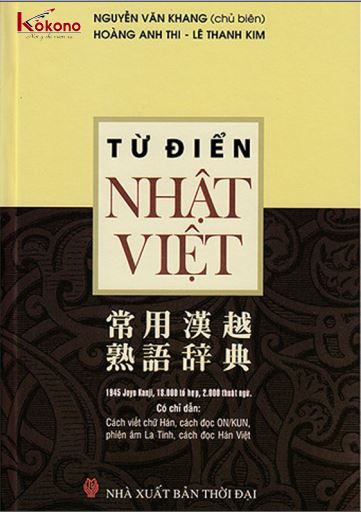 Kokono
NGUYỄN VĂN KHANG (chủ biên)
HOÀNG ANH THI - LÊ THANH KIM
TỪ ĐIỂN
NHẬT
VIỆT
常用漢越
熟語辞典
1945 Joyo Kanji, 18.000 tổ hợp, 2.000 thuật ngữ.
Có chỉ dẫn:
Cách viết chữ Hán, cách đọc ON/KUN,
phiên âm La Tinh, cách đọc Hán Việt
NHÀ XUẤT BẢN THỜI ĐẠI